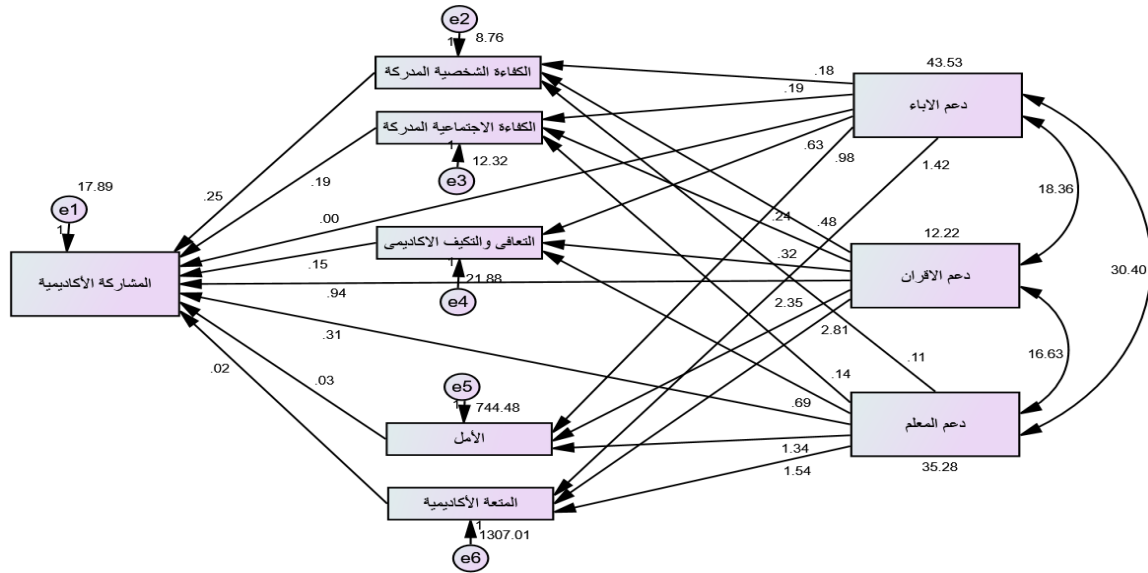 e2
1
8.76
الكفاءة الشخصية المدركة
.18
43.53
دعم الاباء
.19
الكفاءة الاجتماعية المدركة
1
12.32
e3
.63
.98
1.42
17.89
e1
1
.25
.19
18.36
.00
.24
.48
12.22
التعافى والتكيف الاكاديمى
المشاركة الأكاديمية
.15
1
21.88
e4
.32
دعم الاقران
30.40
.94
2.35
2.81
.31
16.63
.02
.03
.11
.14
e5
1
744.48
.69
دعم المعلم
الأمل
1.34
1.54
35.28
المتعة الأكاديمية
1
1307.01
e6